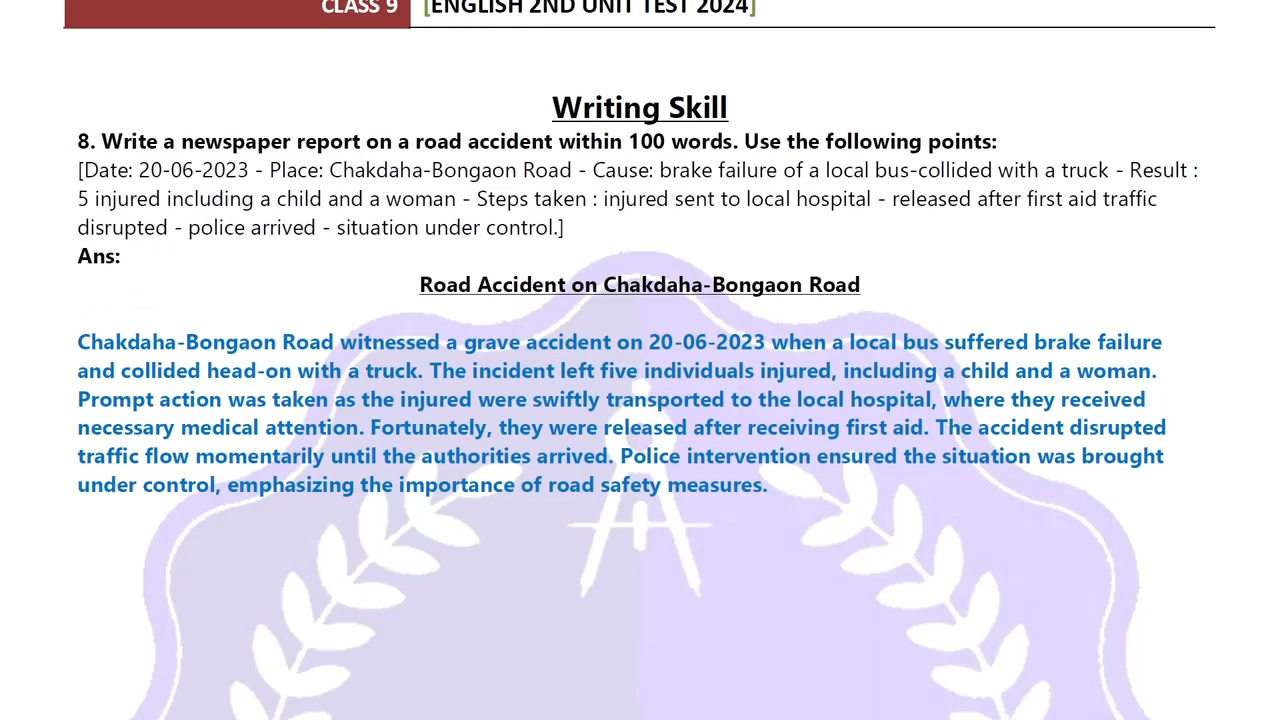 CLASS 9 [ENGLISH 2ND UNIT TEST 2024]
Writing Skill
8. Write a newspaper report on a road accident within 100 words. Use the following points:
[Date: 20-06-2023 - Place: Chakdaha-Bongaon Road - Cause: brake failure of a local bus-collided with a truck - Result :
5 injured including a child and a woman - Steps taken : injured sent to local hospital - released after first aid traffic
disrupted - police arrived - situation under control.]
Ans:
Road Accident on Chakdaha-Bongaon Road
Chakdaha-Bongaon Road witnessed a grave accident on 20-06-2023 when a local bus suffered brake failure
and collided head-on with a truck. The incident left five individuals injured, including a child and a woman.
Prompt action was taken as the injured were swiftly transported to the local hospital, where they received
necessary medical attention. Fortunately, they were released after receiving first aid. The accident disrupted
traffic flow momentarily until the authorities arrived. Police intervention ensured the situation was brought
under control, emphasizing the importance of road safety measures.